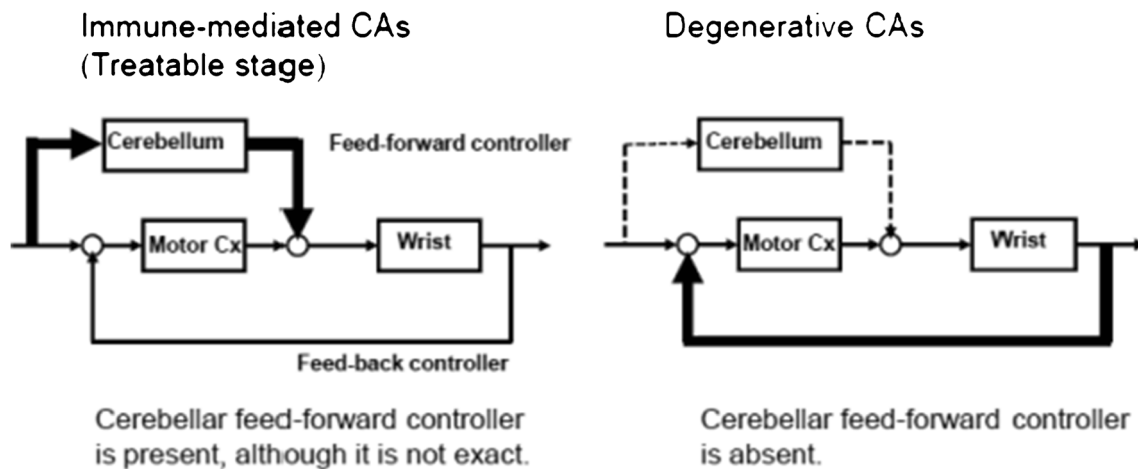 Immune-mediated CAs
(Treatable stage)
Degenerative CAs
Cerebellum
Feed-forward controller
Motor Cx
Wrist
Feed-back controller
Cerebellum
Motor Cx
Wrist
Cerebellar feed-forward controller
is present, although it is not exact.
Cerebellar feed-forward controller
is absent.